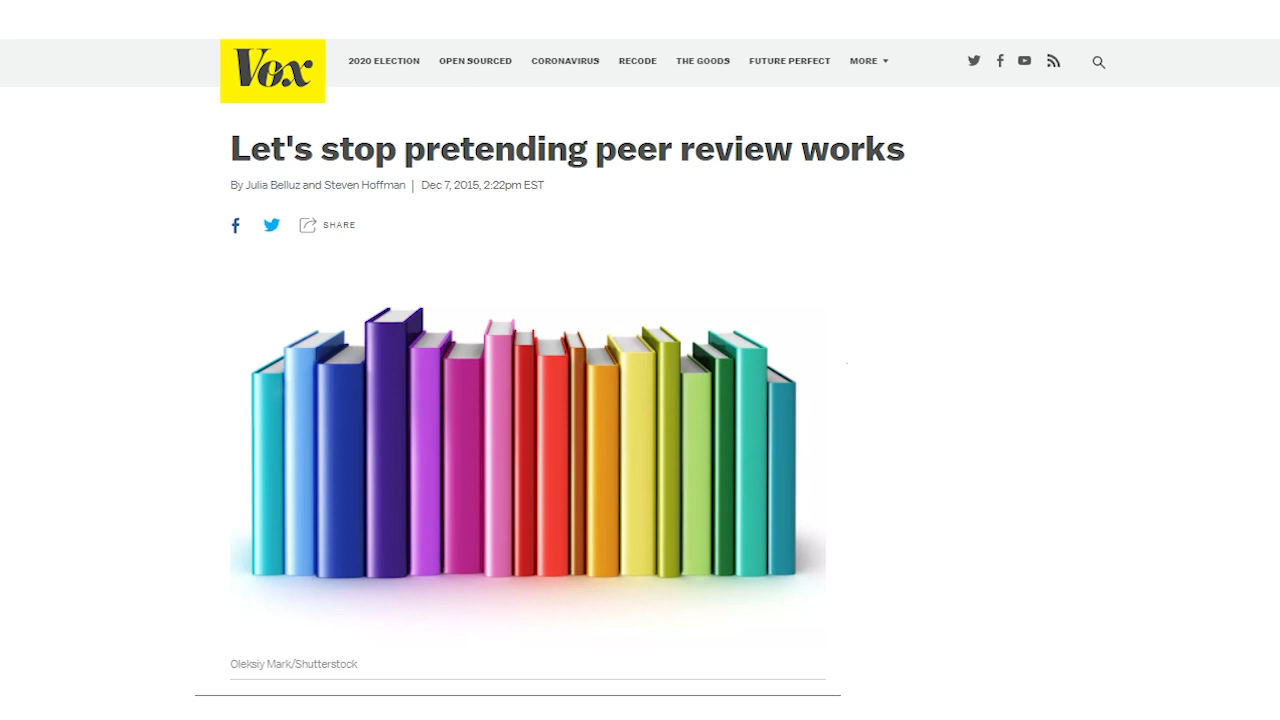 Vox
2020 ELECTION OPEN SOURCED CORONAVIRUS RECODE THE GOODS FUTURE PERFECT MORE
Let's stop pretending peer review works
By Julia Belluz and Steven Hoffman | Dec 7, 2015, 2:22pm EST
SHARE
Oleksiy Mark/Shutterstock